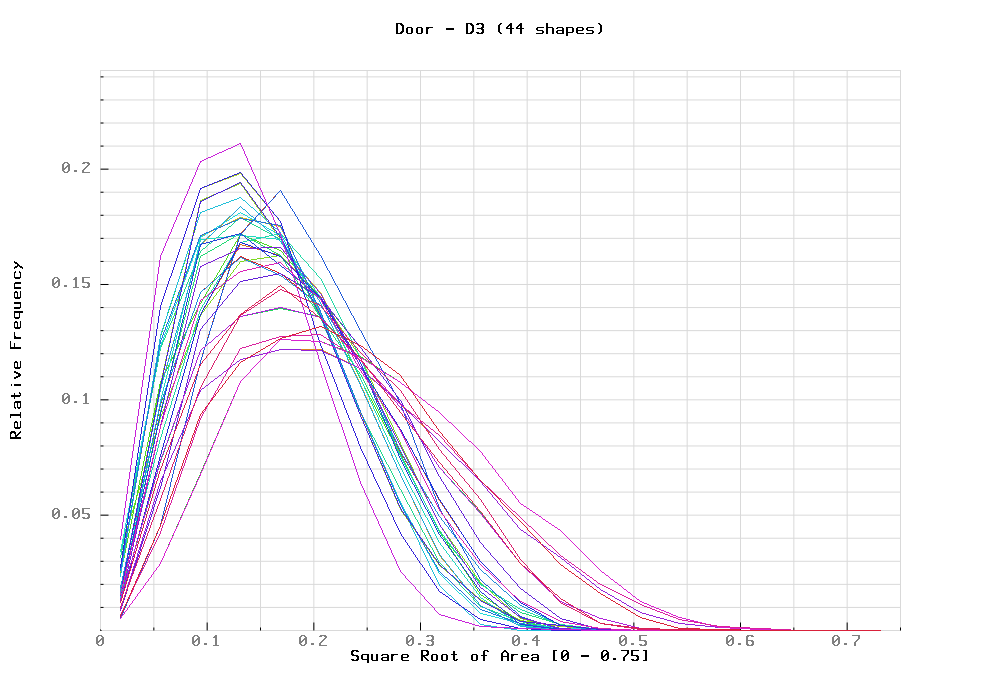 Door - D3 (44 shapes)
Relative Frequency
0.2
0.15
0.1
0.05
0 0.1 0.2 0.3 0.4 0.5 0.6 0.7
Square Root of Area [0 - 0.75]